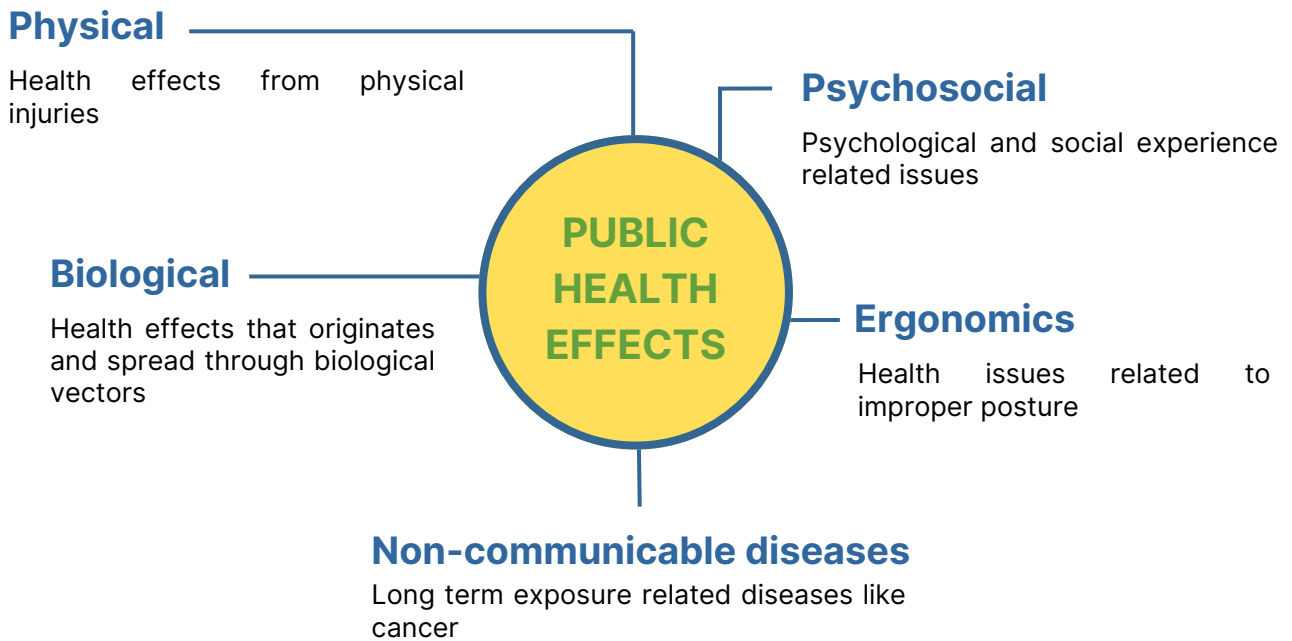 Physical
Health effects from physical
injuries
Psychosocial
Psychological and social experience
related issues
PUBLIC
HEALTH
EFFECTS
Biological
Health effects that originates
and spread through biological
vectors
Ergonomics
Health issues related to
improper posture
Non-communicable diseases
Long term exposure related diseases like
cancer